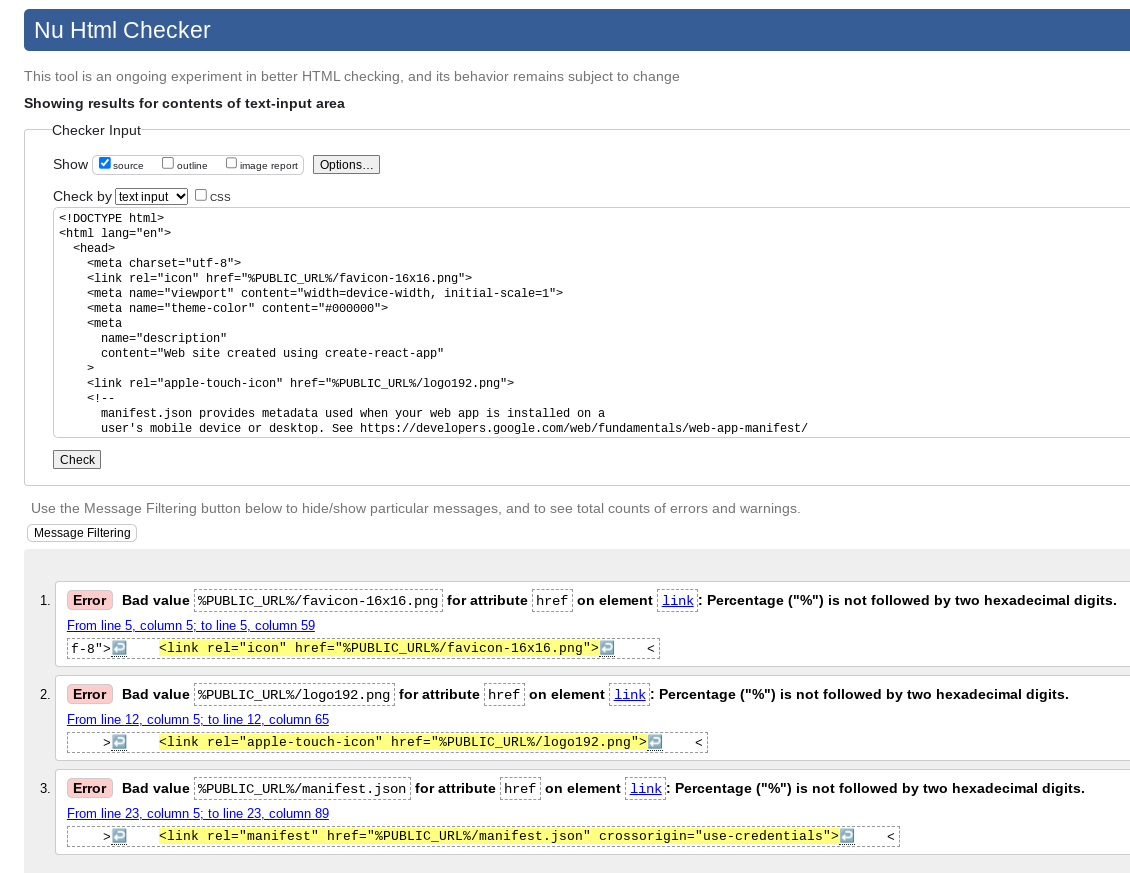 Nu Html Checker
This tool is an ongoing experiment in better HTML checking, and its behavior remains subject to change
Showing results for contents of text-input area
Checker Input
Show source outline image report Options...
Check by text input CSS
<!DOCTYPE html>
<html lang="en">
  <head>
    <meta charset="utf-8">
    <link rel="icon" href="%PUBLIC_URL%/favicon-16x16.png">
    <meta name="viewport" content="width=device-width, initial-scale=1">
    <meta name="theme-color" content="#000000">
    <meta
      name="description"
      content="Web site created using create-react-app"
    >
    <link rel="apple-touch-icon" href="%PUBLIC_URL%/logo192.png">
    <!--
      manifest.json provides metadata used when your web app is installed on a
      user's mobile device or desktop. See https://developers.google.com/web/fundamentals/web-app-manifest/
Check
Use the Message Filtering button below to hide/show particular messages, and to see total counts of errors and warnings.
Message Filtering
1. Error Bad value %PUBLIC_URL%/favicon-16x16.png for attribute href on element link: Percentage ("%") is not followed by two hexadecimal digits.
From line 5, column 5; to line 5, column 59
f-8">↩    <link rel="icon" href="%PUBLIC_URL%/favicon-16x16.png">↩    <
2. Error Bad value %PUBLIC_URL%/logo192.png for attribute href on element link: Percentage ("%") is not followed by two hexadecimal digits.
From line 12, column 5; to line 12, column 65
    >↩    <link rel="apple-touch-icon" href="%PUBLIC_URL%/logo192.png">↩    <
3. Error Bad value %PUBLIC_URL%/manifest.json for attribute href on element link: Percentage ("%") is not followed by two hexadecimal digits.
From line 23, column 5; to line 23, column 89
    >↩    <link rel="manifest" href="%PUBLIC_URL%/manifest.json" crossorigin="use-credentials">↩    <